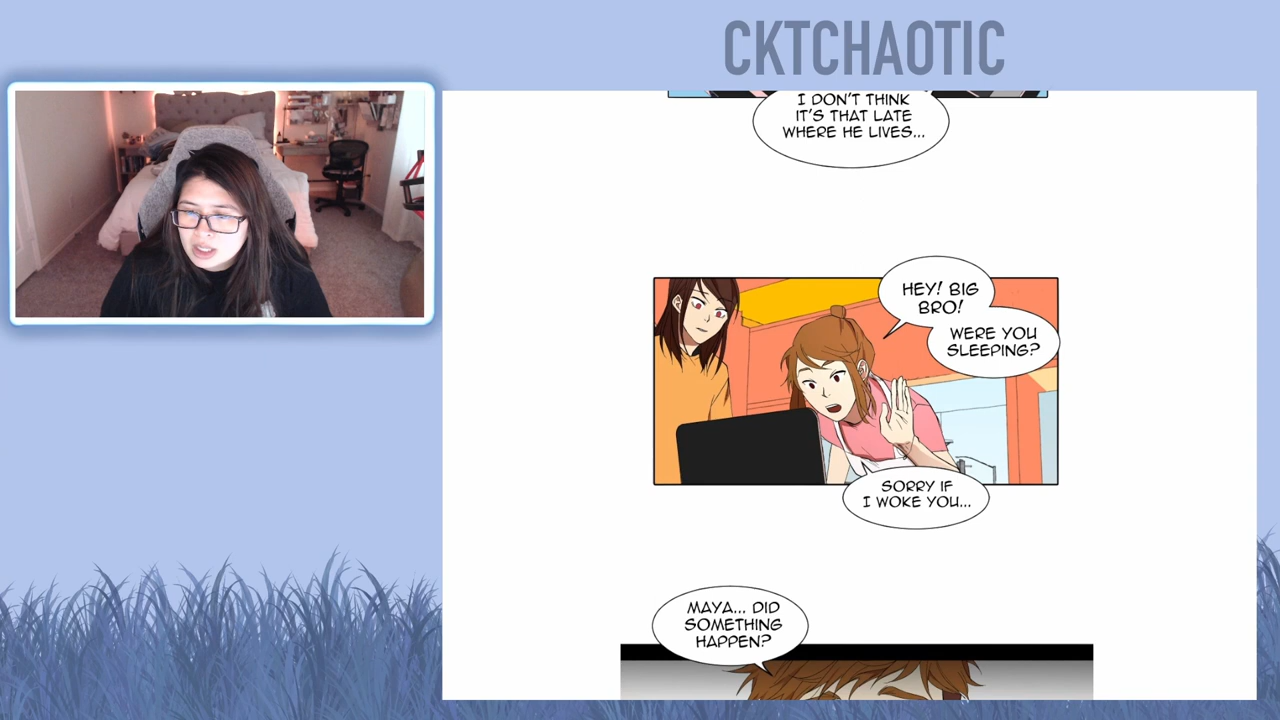 CKTCHAOTIC
I DON'T THINK
IT'S THAT LATE
WHERE HE LIVES...
HEY! BIG
BRO!
WERE YOU
SLEEPING?
SORRY IF
I WOKE YOU...
MAYA... DID
SOMETHING
HAPPEN?